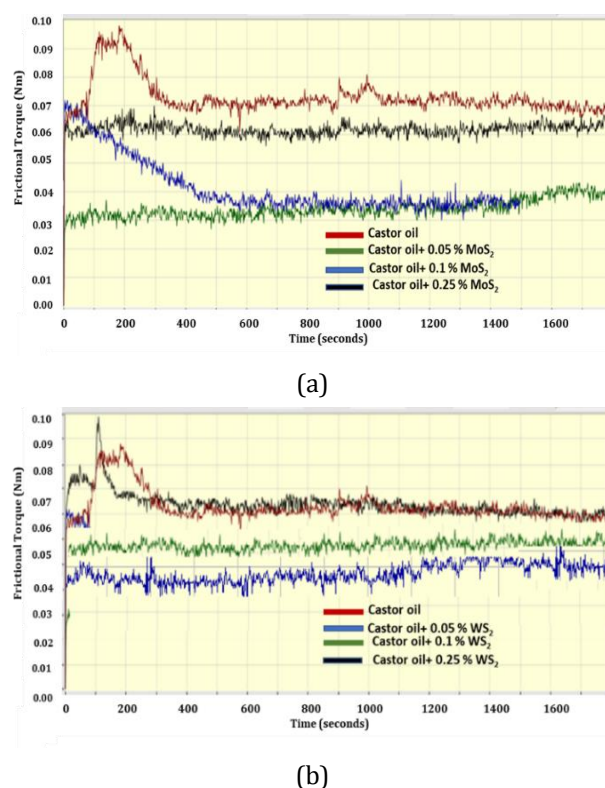 0.10
0.09
0.08
0.07
0.06
0.05
0.04
0.03
0.02
0.01
0.00
Frictional Torque (Nm)
Castor oil
Castor oil+ 0.05 % MoS₂
Castor oil+ 0.1 % MoS₂
Castor oil+ 0.25 % MoS₂
0 200 400 600 800 1000 1200 1400 1600
Time (seconds)
(a)
0.10
0.09
0.08
0.07
0.06
0.05
0.04
0.03
0.02
0.01
0.00
Frictional Torque (Nm)
Castor oil
Castor oil+ 0.05 % WS₂
Castor oil+ 0.1 % WS₂
Castor oil+ 0.25 % WS₂
0 200 400 600 800 1000 1200 1400 1600
Time (seconds)
(b)